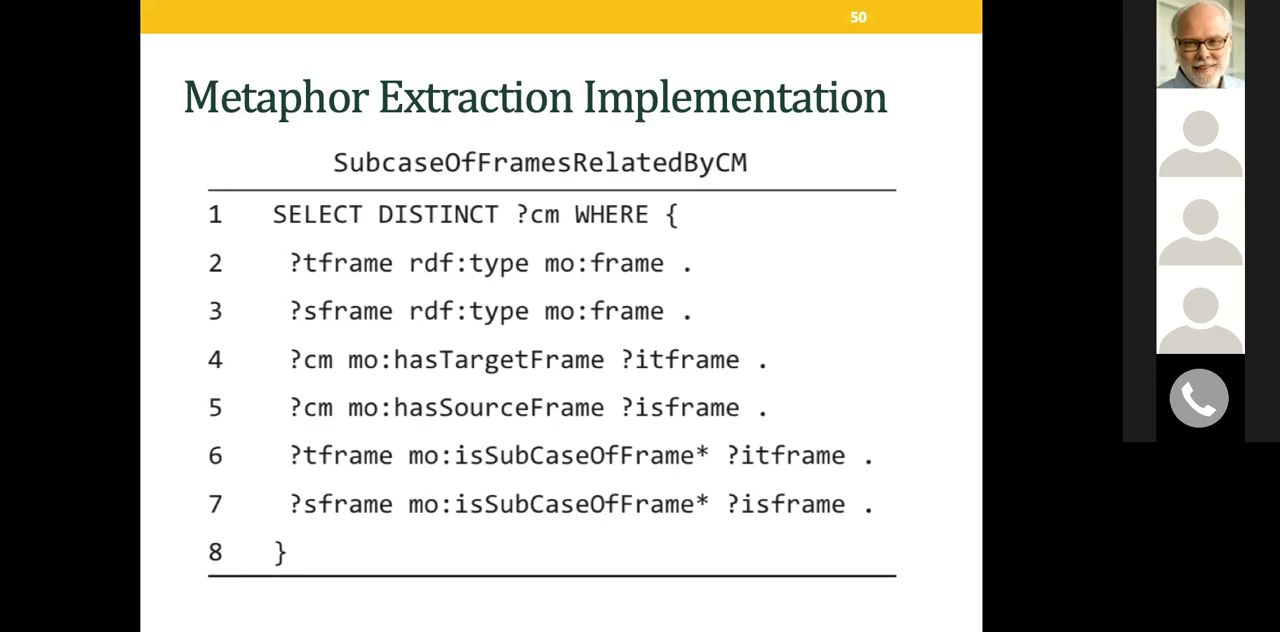 50
Metaphor Extraction Implementation
SubcaseOfFramesRelatedByCM
1 SELECT DISTINCT ?cm WHERE {
2 ?tframe rdf:type mo:frame .
3 ?sframe rdf:type mo:frame .
4 ?cm mo:hasTargetFrame ?itframe .
5 ?cm mo:hasSourceFrame ?isframe .
6 ?tframe mo:isSubCaseOfFrame* ?itframe .
7 ?sframe mo:isSubCaseOfFrame* ?isframe .
8 }